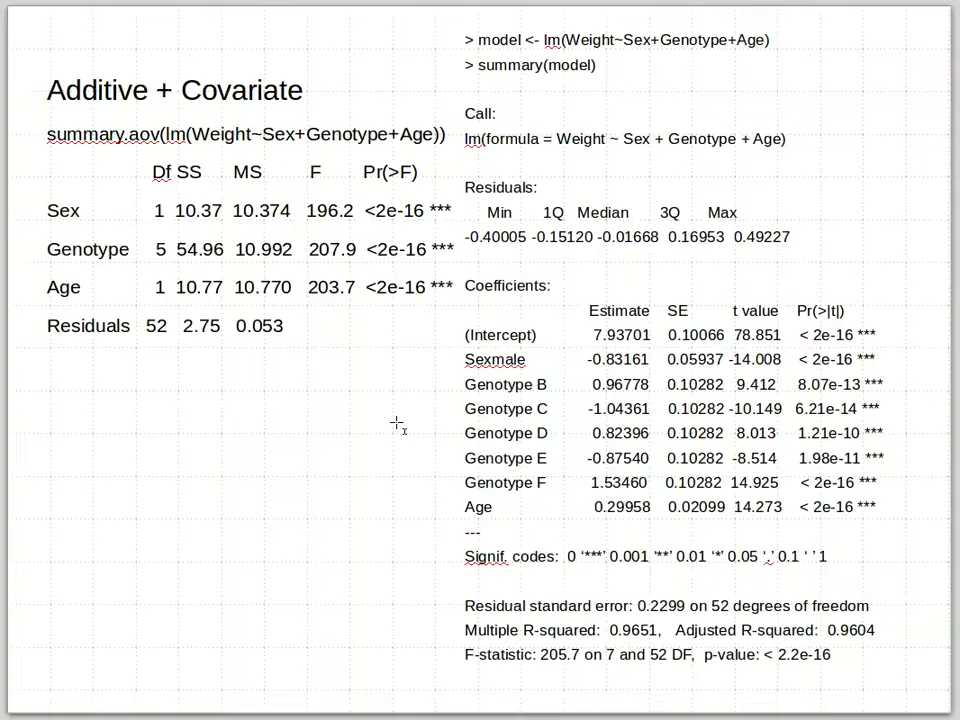 Additive + Covariate
summary.aov(lm(Weight~Sex+Genotype+Age))
Df SS MS F Pr(>F)
Sex 1 10.37 10.374 196.2 <2e-16 ***
Genotype 5 54.96 10.992 207.9 <2e-16 ***
Age 1 10.77 10.770 203.7 <2e-16 ***
Residuals 52 2.75 0.053
> model <- lm(Weight~Sex+Genotype+Age)
> summary(model)
Call:
lm(formula = Weight ~ Sex + Genotype + Age)
Residuals:
Min 1Q Median 3Q Max
-0.40005 -0.15120 -0.01668 0.16953 0.49227
Coefficients:
Estimate SE t value Pr(>|t|)
(Intercept) 7.93701 0.10066 78.851 < 2e-16 ***
Sexmale -0.83161 0.05937 -14.008 < 2e-16 ***
Genotype B 0.96778 0.10282 9.412 8.07e-13 ***
Genotype C -1.04361 0.10282 -10.149 6.21e-14 ***
Genotype D 0.82396 0.10282 8.013 1.21e-10 ***
Genotype E -0.87540 0.10282 -8.514 1.98e-11 ***
Genotype F 1.53460 0.10282 14.925 < 2e-16 ***
Age 0.29958 0.02099 14.273 < 2e-16 ***
---
Signif. codes: 0 ‘***’ 0.001 ‘**’ 0.01 ‘*’ 0.05 ‘.’ 0.1 ‘ ’ 1
Residual standard error: 0.2299 on 52 degrees of freedom
Multiple R-squared: 0.9651, Adjusted R-squared: 0.9604
F-statistic: 205.7 on 7 and 52 DF, p-value: < 2.2e-16